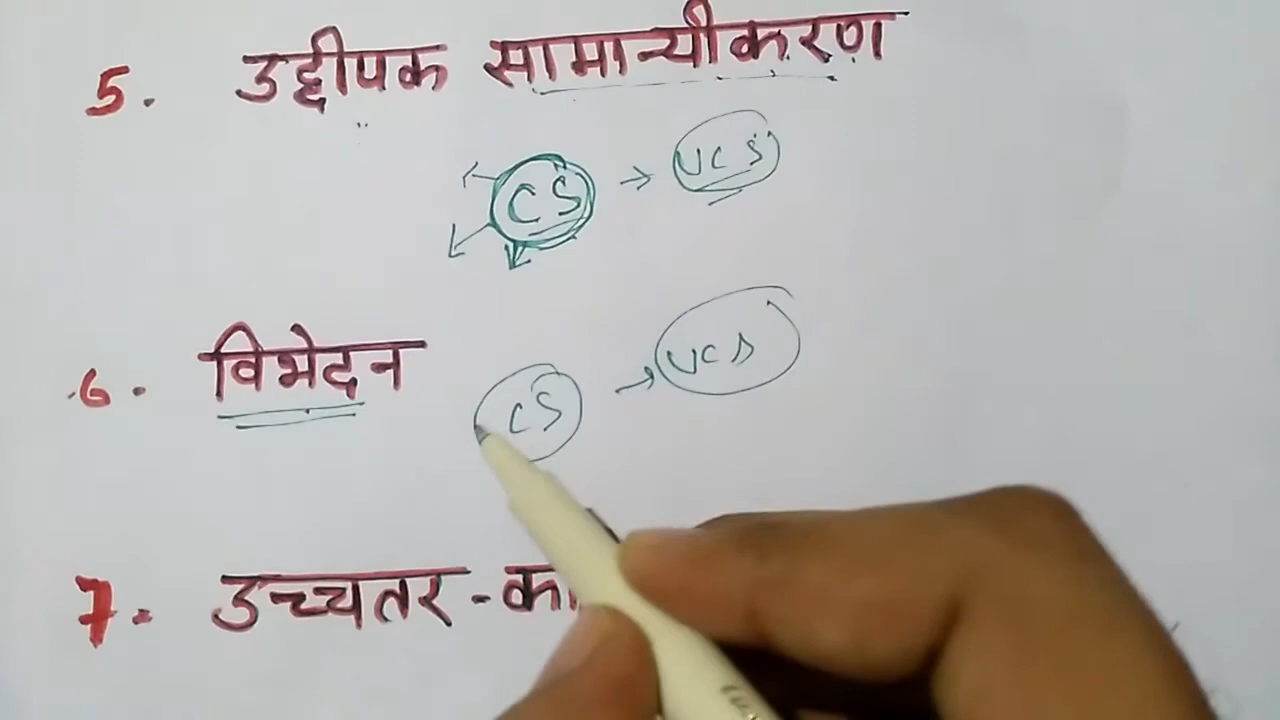 5. उद्दीपक सामान्यीकरण
CS → UCS
6. विभेदन
CS → UCS
7. उच्चतर-का